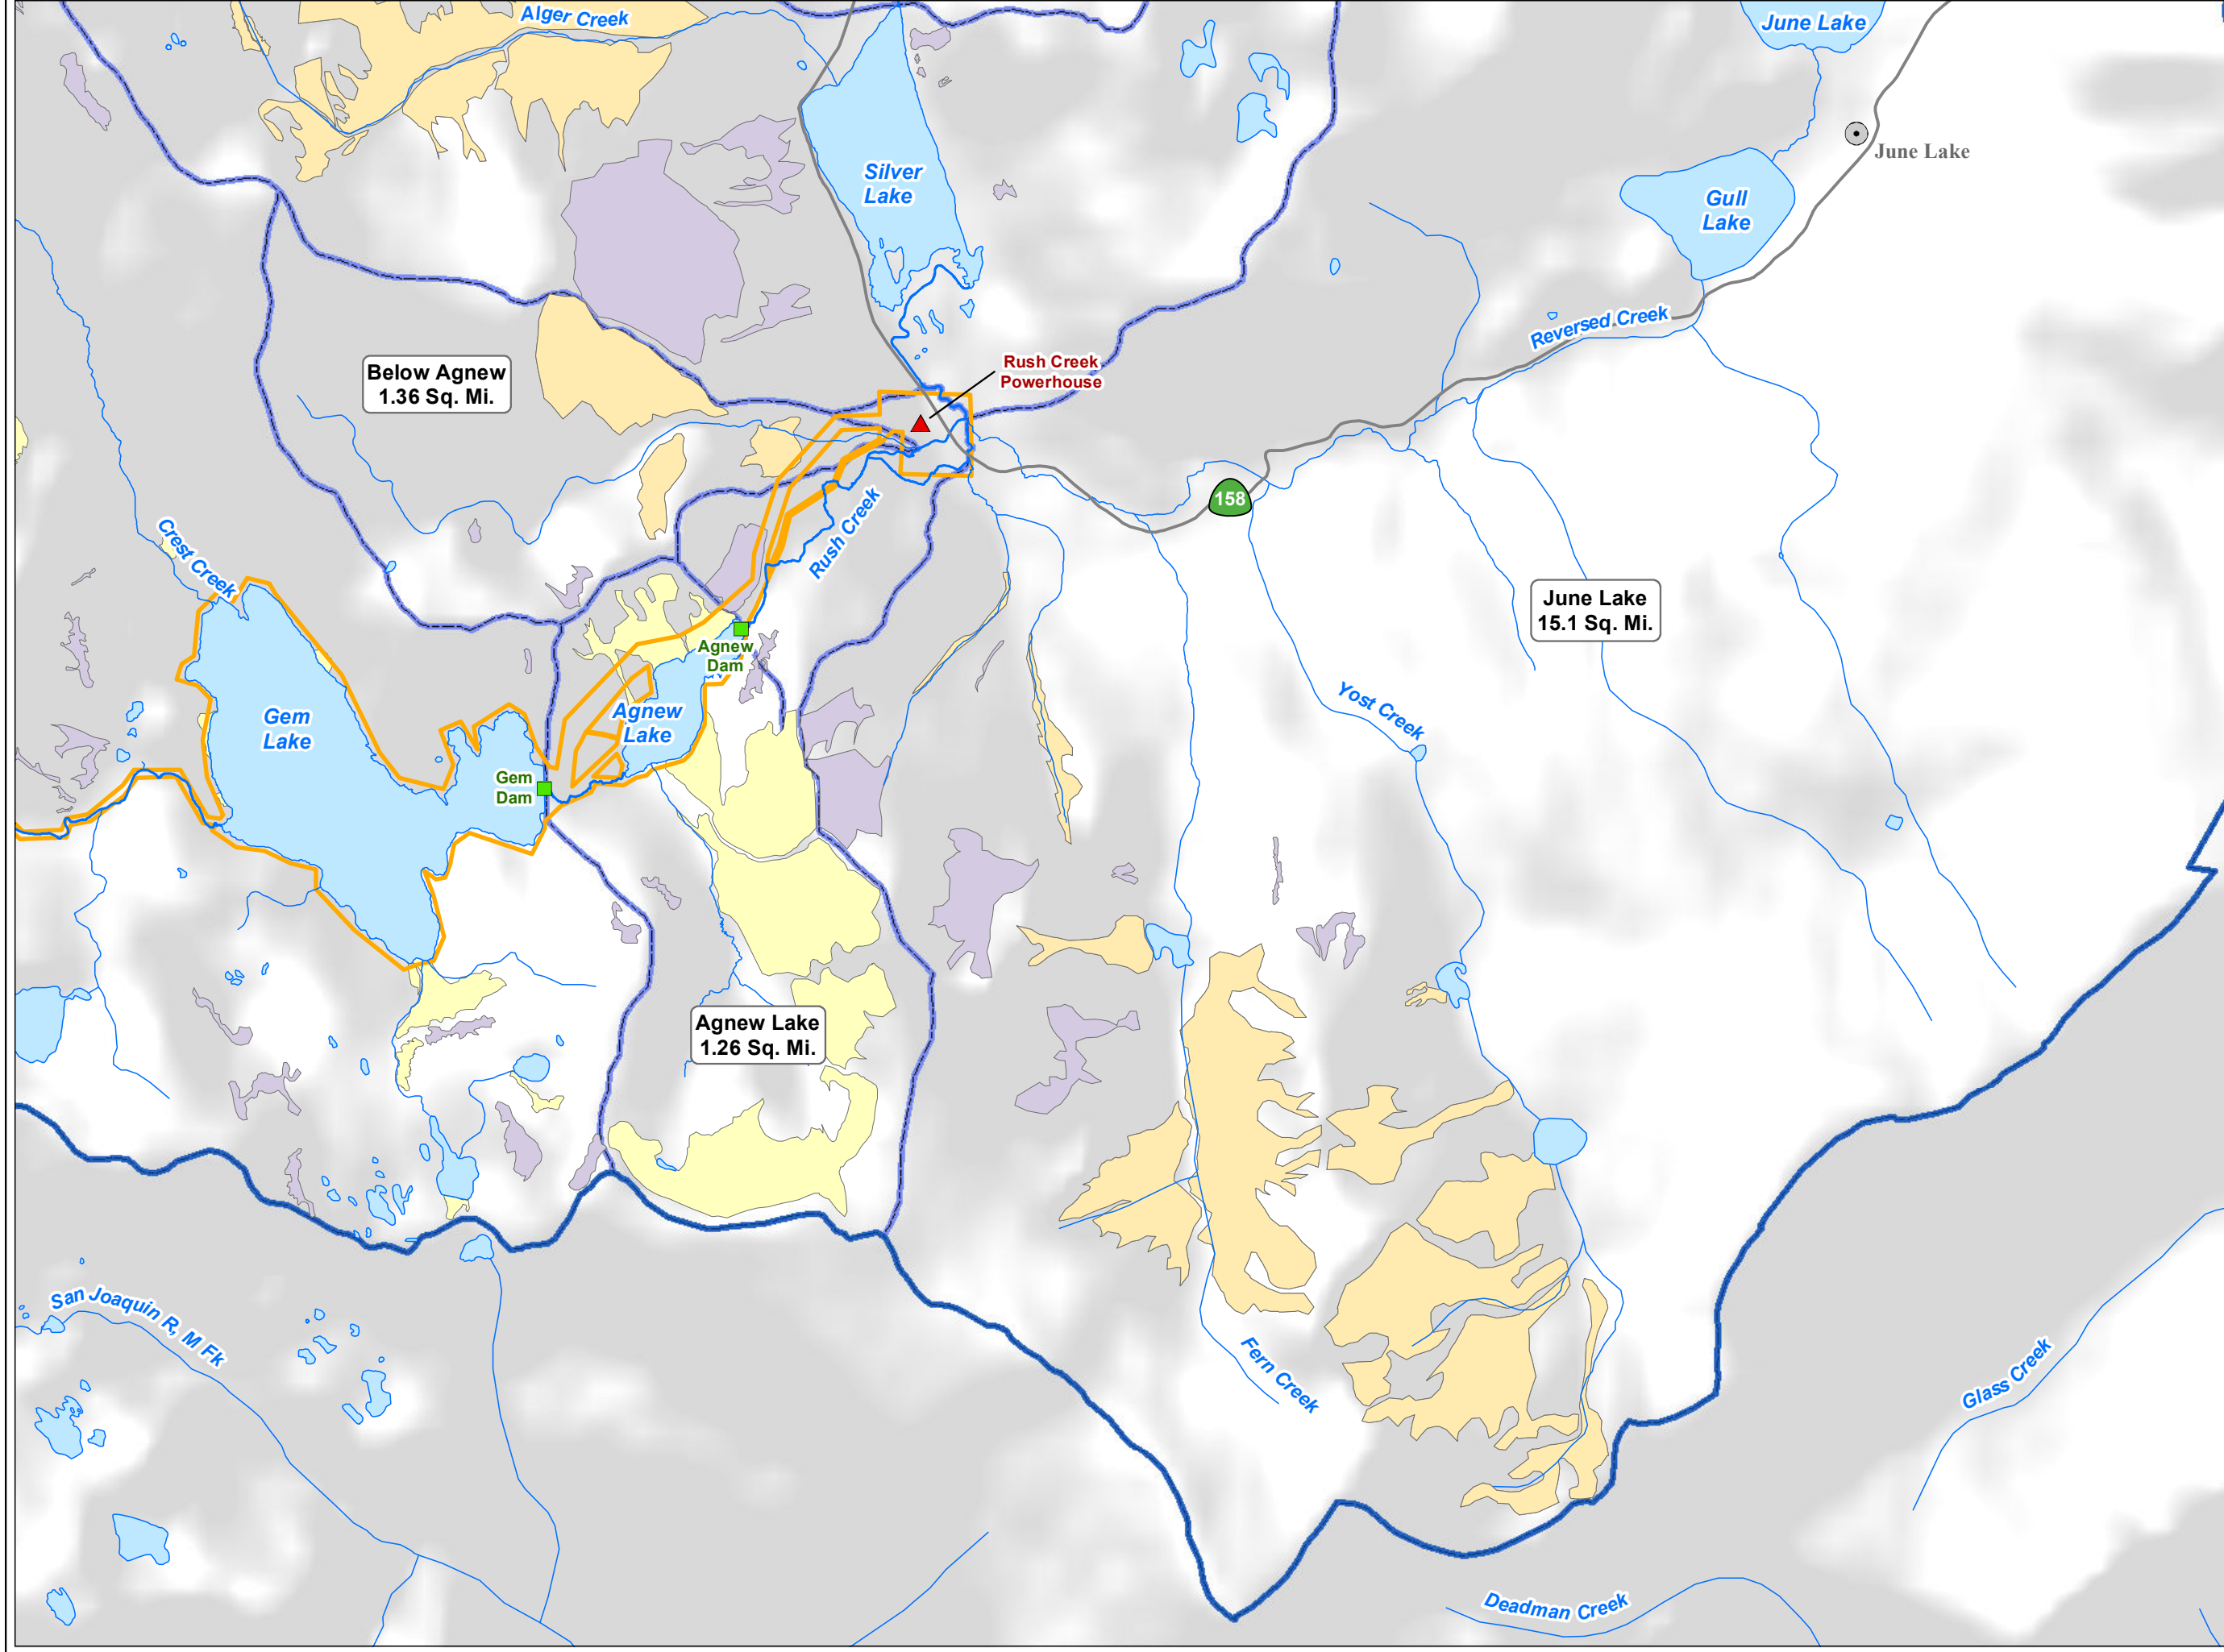 Alger Creek
June Lake
June Lake
Silver
Lake
Gull
Lake
Reversed Creek
Rush Creek
Powerhouse
Below Agnew
1.36 Sq. Mi.
158
Rush Creek
Crest Creek
June Lake
15.1 Sq. Mi.
Agnew
Dam
Gem
Lake
Agnew
Lake
Yost Creek
Gem
Dam
Agnew Lake
1.26 Sq. Mi.
San Joaquin R, M Fk
Fern Creek
Glass Creek
Deadman Creek